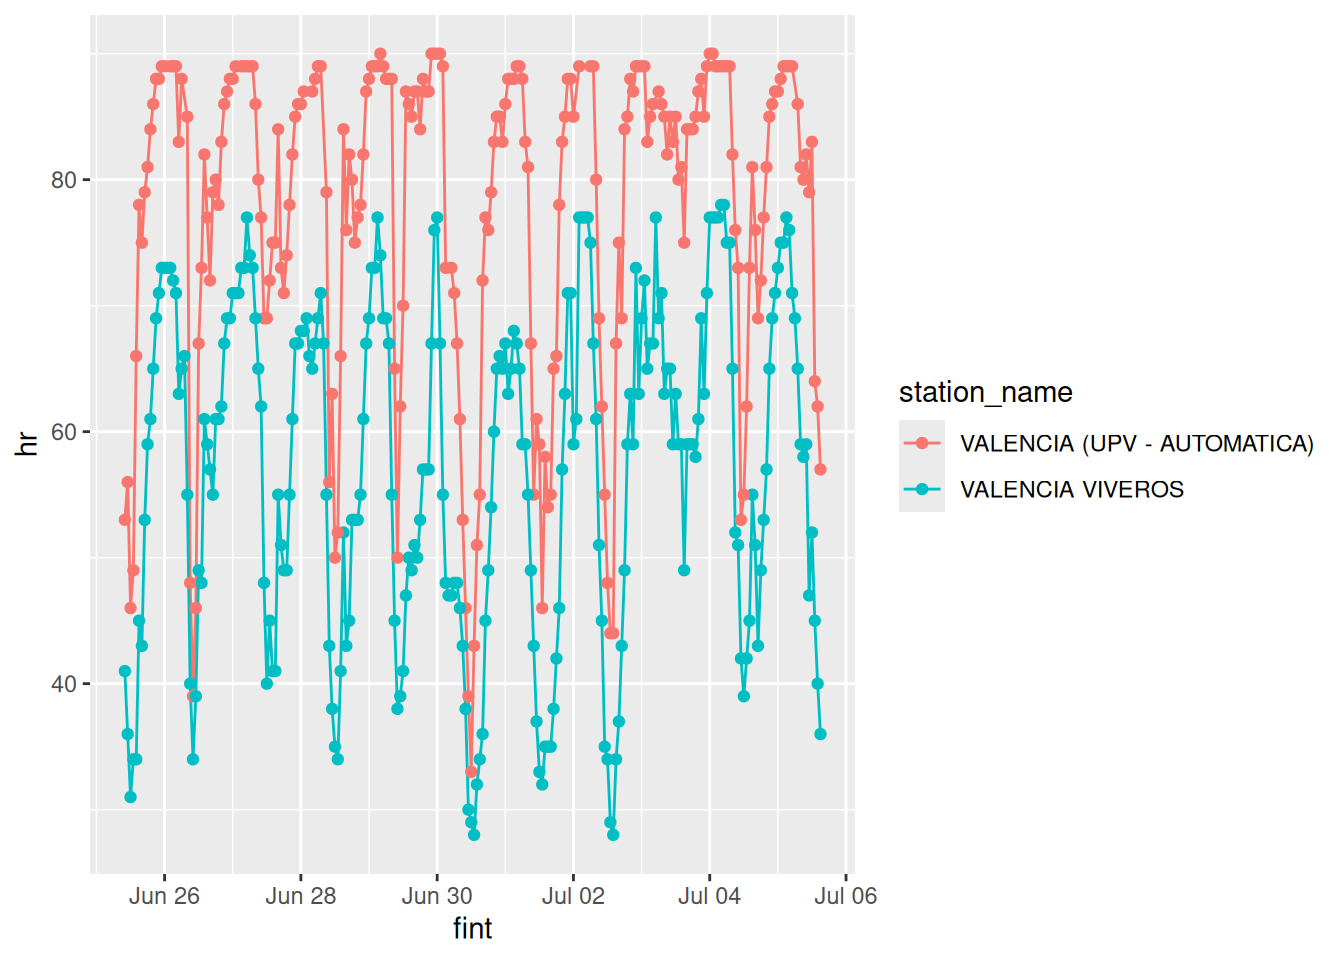 80
60
40
hr
Jun 26
Jun 28
Jun 30
Jul 02
Jul 04
Jul 06
fint
station_name
VALENCIA (UPV - AUTOMATICA)
VALENCIA VIVEROS